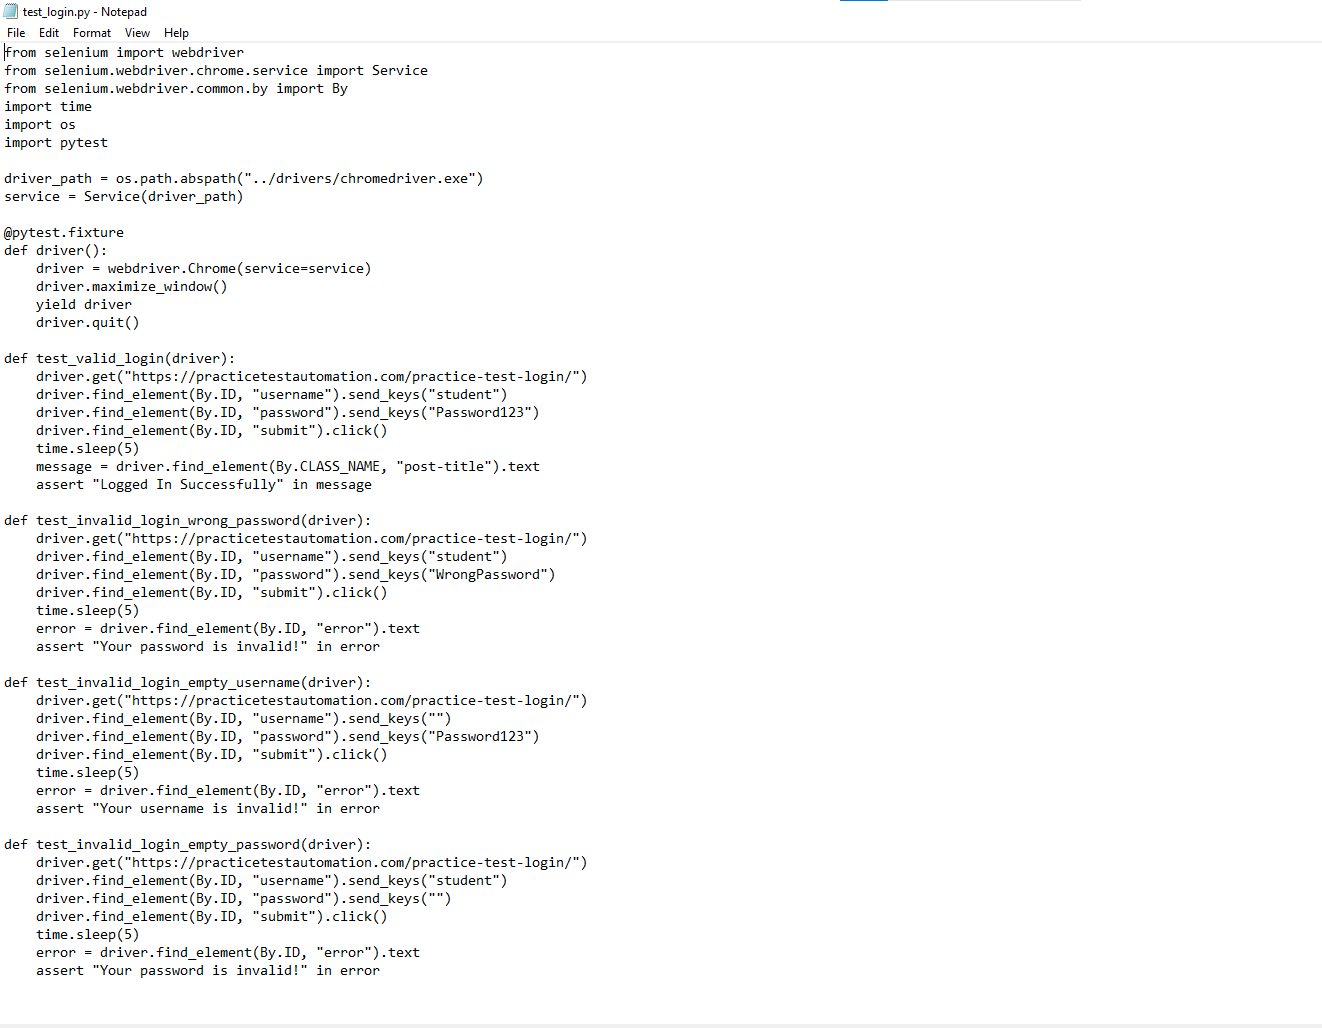 test_login.py - Notepad
File Edit Format View Help
from selenium import webdriver
from selenium.webdriver.chrome.service import Service
from selenium.webdriver.common.by import By
import time
import os
import pytest

driver_path = os.path.abspath("../drivers/chromedriver.exe")
service = Service(driver_path)

@pytest.fixture
def driver():
    driver = webdriver.Chrome(service=service)
    driver.maximize_window()
    yield driver
    driver.quit()

def test_valid_login(driver):
    driver.get("https://practicetestautomation.com/practice-test-login/")
    driver.find_element(By.ID, "username").send_keys("student")
    driver.find_element(By.ID, "password").send_keys("Password123")
    driver.find_element(By.ID, "submit").click()
    time.sleep(5)
    message = driver.find_element(By.CLASS_NAME, "post-title").text
    assert "Logged In Successfully" in message

def test_invalid_login_wrong_password(driver):
    driver.get("https://practicetestautomation.com/practice-test-login/")
    driver.find_element(By.ID, "username").send_keys("student")
    driver.find_element(By.ID, "password").send_keys("WrongPassword")
    driver.find_element(By.ID, "submit").click()
    time.sleep(5)
    error = driver.find_element(By.ID, "error").text
    assert "Your password is invalid!" in error

def test_invalid_login_empty_username(driver):
    driver.get("https://practicetestautomation.com/practice-test-login/")
    driver.find_element(By.ID, "username").send_keys("")
    driver.find_element(By.ID, "password").send_keys("Password123")
    driver.find_element(By.ID, "submit").click()
    time.sleep(5)
    error = driver.find_element(By.ID, "error").text
    assert "Your username is invalid!" in error

def test_invalid_login_empty_password(driver):
    driver.get("https://practicetestautomation.com/practice-test-login/")
    driver.find_element(By.ID, "username").send_keys("student")
    driver.find_element(By.ID, "password").send_keys("")
    driver.find_element(By.ID, "submit").click()
    time.sleep(5)
    error = driver.find_element(By.ID, "error").text
    assert "Your password is invalid!" in error